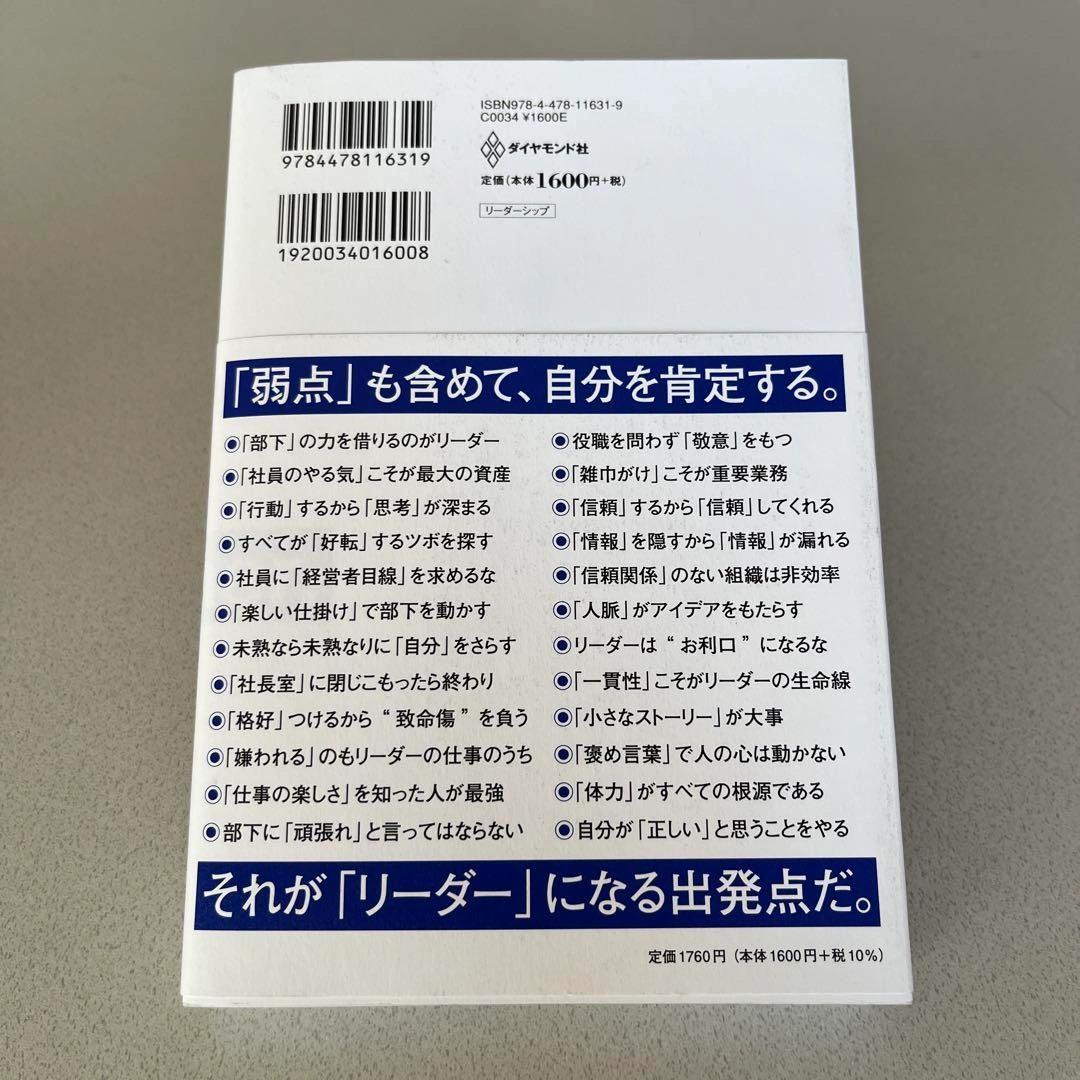 ISBN978-4-478-11631-9
C0034 ¥1600E
ダイヤモンド社
定価(本体1600円+税)
リーダーシップ
9784478116319
1920034016008
「弱点」も含めて、自分を肯定する。
◉「部下」の力を借りるのがリーダー
◉「社員のやる気」こそが最大の資産
◉「行動」するから「思考」が深まる
◉すべてが「好転」するツボを探す
◉社員に「経営者目線」を求めるな
◉「楽しい仕掛け」で部下を動かす
◉未熟なら未熟なりに「自分」をさらす
◉「社長室」に閉じこもったら終わり
◉「格好」つけるから“致命傷”を負う
◉「嫌われる」のもリーダーの仕事のうち
◉「仕事の楽しさ」を知った人が最強
◉部下に「頑張れ」と言ってはならない
◉役職を問わず「敬意」をもつ
◉「雑巾がけ」こそが重要業務
◉「信頼」するから「信頼」してくれる
◉「情報」を隠すから「情報」が漏れる
◉「信頼関係」のない組織は非効率
◉「人脈」がアイデアをもたらす
◉リーダーは“お利口”になるな
◉「一貫性」こそがリーダーの生命線
◉「小さなストーリー」が大事
◉「褒め言葉」で人の心は動かない
◉「体力」がすべての根源である
◉自分が「正しい」と思うことをやる
それが「リーダー」になる出発点だ。
定価1760円(本体1600円+税10%)